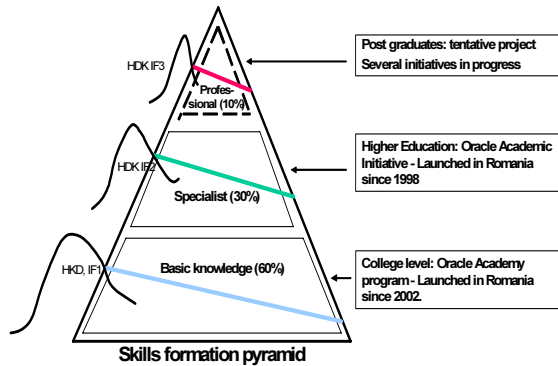 HDK IF3
Profes-
sional (10%)
Post graduates: tentative project
Several initiatives in progress
HDK IF2
Specialist (30%)
Higher Education: Oracle Academic
Initiative - Launched in Romania
since 1998
HKD, IF1
Basic knowledge (60%)
College level: Oracle Academy
program - Launched in Romania
since 2002.
Skills formation pyramid